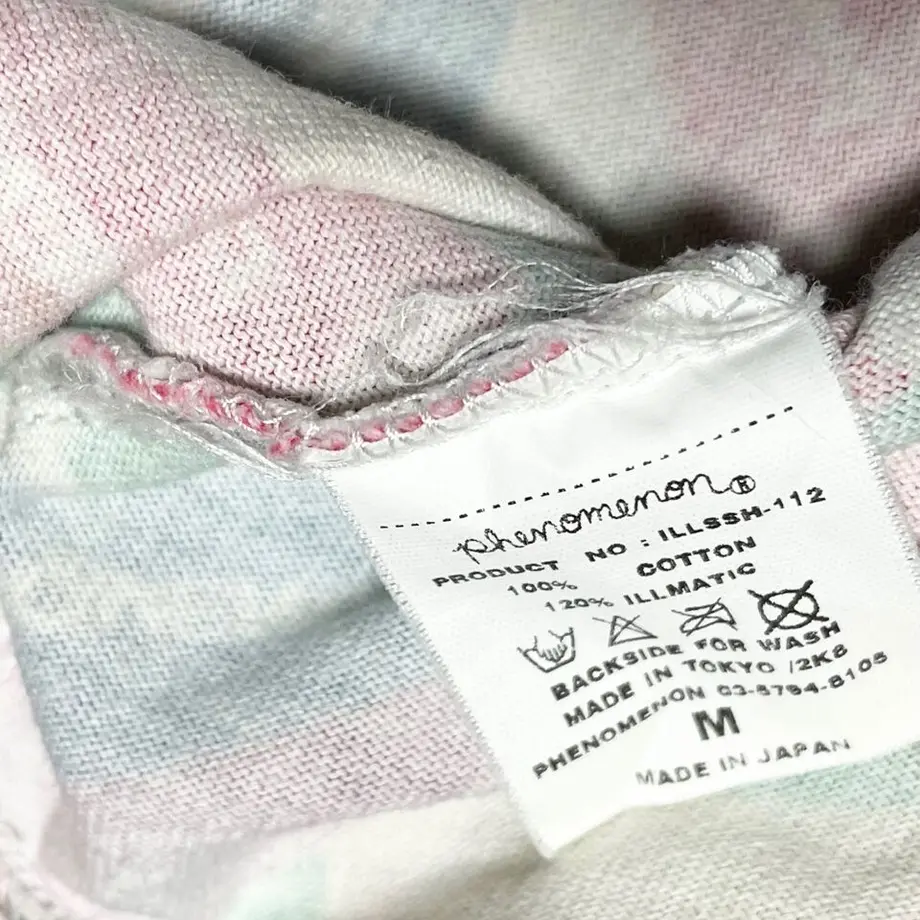 phenomenon®
PRODUCT NO : ILLSSH-112
100% COTTON
120% ILLMATIC
BACKSIDE FOR WASH
MADE IN TOKYO /2K8
PHENOMENON 03-5794-8105
M
MADE IN JAPAN